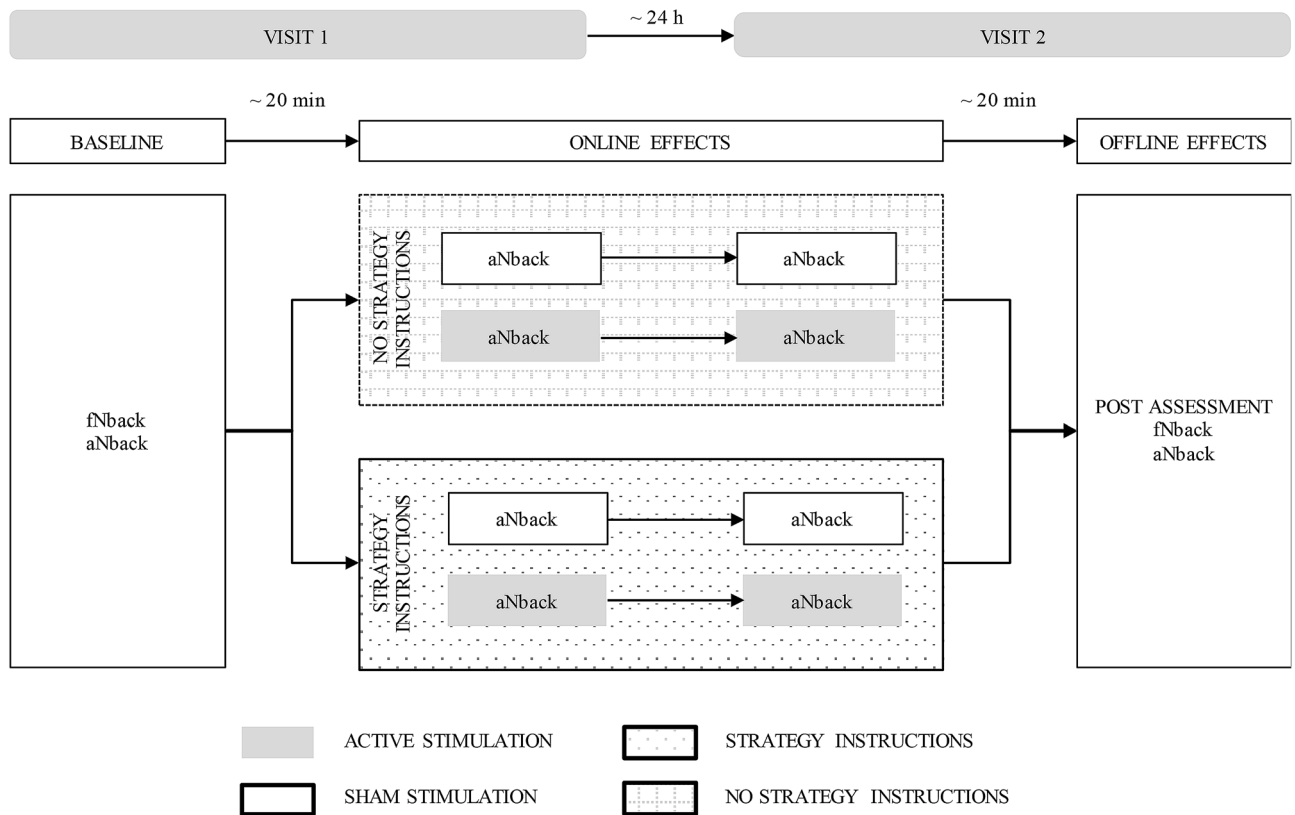 VISIT 1
~ 24 h
VISIT 2
~ 20 min
~ 20 min
BASELINE
ONLINE EFFECTS
OFFLINE EFFECTS
NO STRATEGY
INSTRUCTIONS
aNback
aNback
aNback
aNback
fNback
aNback
POST ASSESSMENT
fNback
aNback
STRATEGY
INSTRUCTIONS
aNback
aNback
aNback
aNback
ACTIVE STIMULATION
STRATEGY INSTRUCTIONS
SHAM STIMULATION
NO STRATEGY INSTRUCTIONS